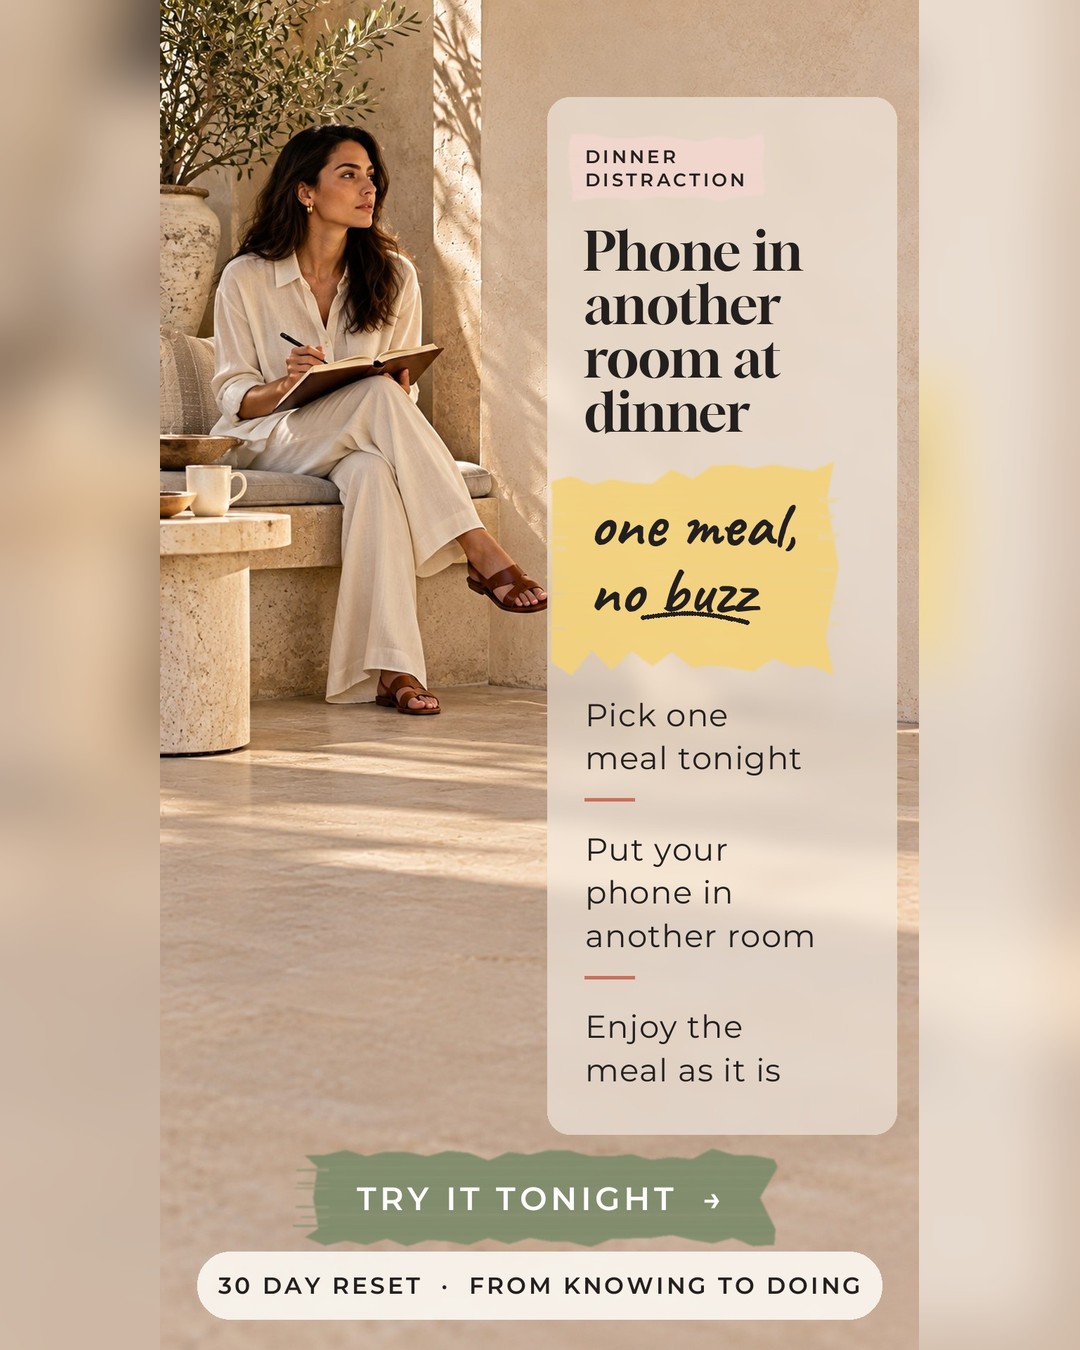 DINNER
DISTRACTION
Phone in
another
room at
dinner
one meal,
no buzz
Pick one
meal tonight
Put your
phone in
another room
Enjoy the
meal as it is
TRY IT TONIGHT →
30 DAY RESET · FROM KNOWING TO DOING